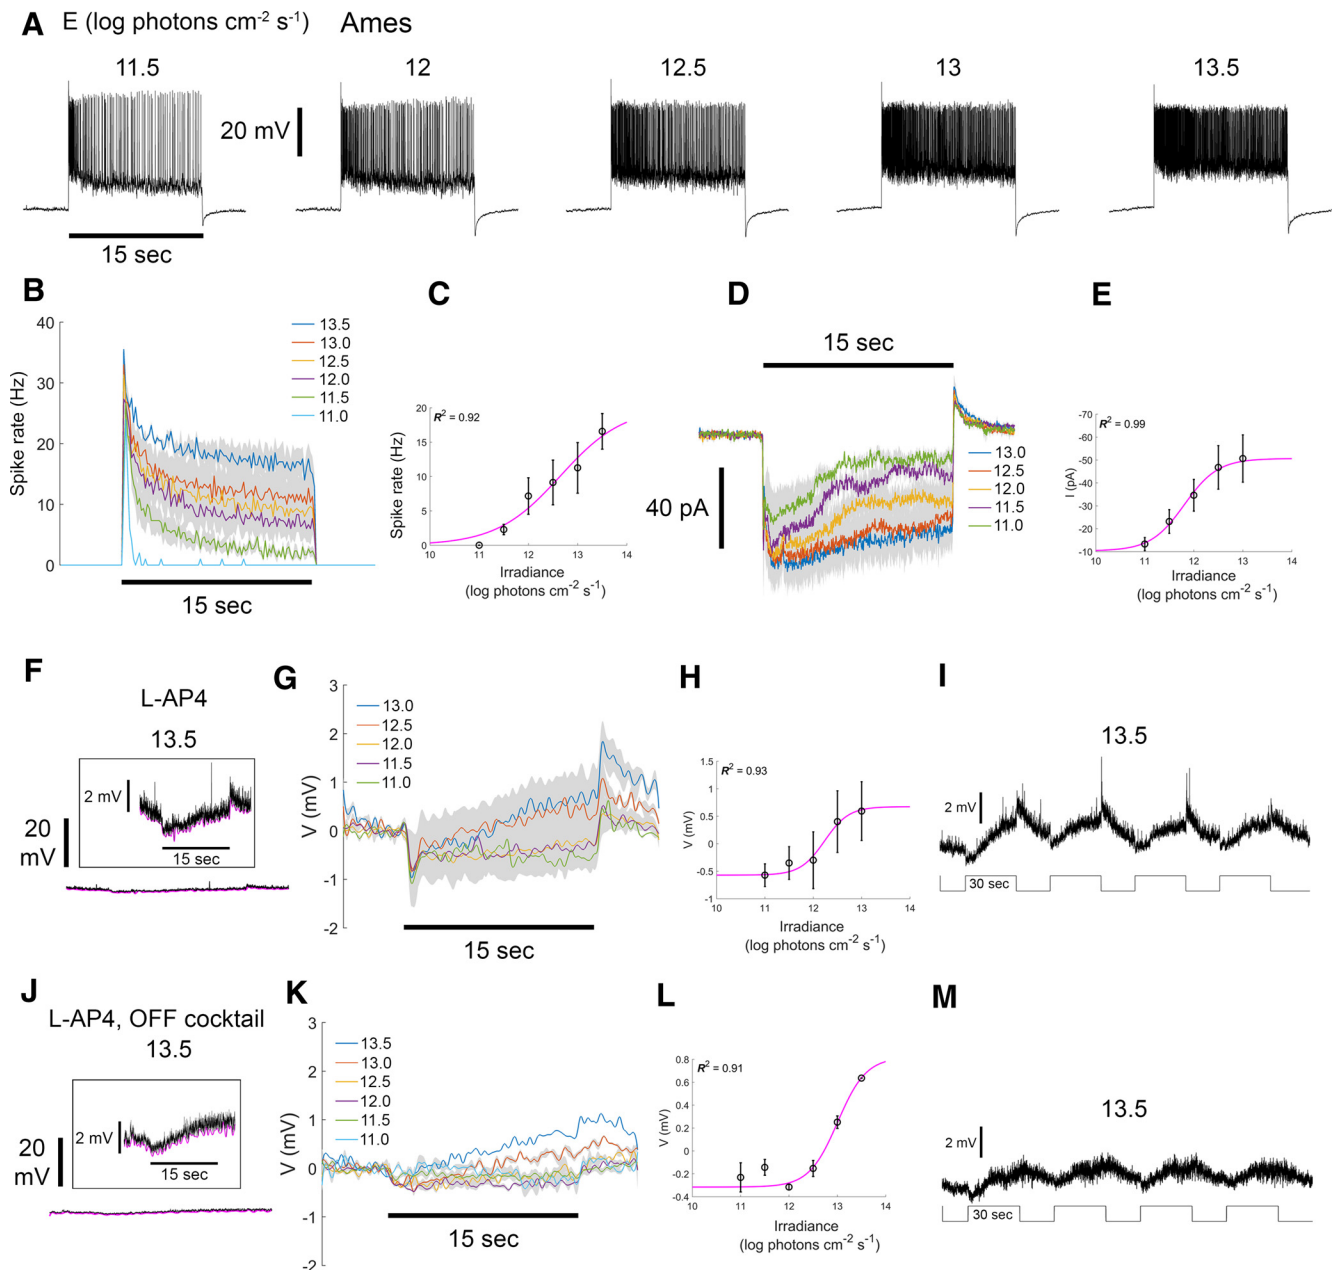 A E (log photons cm-2 s-1) Ames
11.5 12 12.5 13 13.5
20 mV
15 sec
B
Spike rate (Hz)
40
30
20
10
0
13.5
13.0
12.5
12.0
11.5
11.0
15 sec
C
R2 = 0.92
Spike rate (Hz)
20
15
10
5
0
10 11 12 13 14
Irradiance
(log photons cm-2 s-1)
D
15 sec
40 pA
13.0
12.5
12.0
11.5
11.0
E
R2 = 0.99
I (pA)
-70
-60
-50
-40
-30
-20
-10
10 11 12 13 14
Irradiance
(log photons cm-2 s-1)
F
L-AP4
13.5
2 mV
15 sec
20
mV
G
V (mV)
3
2
1
0
-1
-2
13.0
12.5
12.0
11.5
11.0
15 sec
H
R2 = 0.93
V (mV)
1.5
1
0.5
0
-0.5
-1
10 11 12 13 14
Irradiance
(log photons cm-2 s-1)
I
13.5
2 mV
30 sec
J
L-AP4, OFF cocktail
13.5
2 mV
15 sec
20
mV
K
V (mV)
3
2
1
0
-1
-2
13.5
13.0
12.5
12.0
11.5
11.0
15 sec
L
R2 = 0.91
V (mV)
0.8
0.6
0.4
0.2
0
-0.2
-0.4
10 11 12 13 14
Irradiance
(log photons cm-2 s-1)
M
13.5
2 mV
30 sec